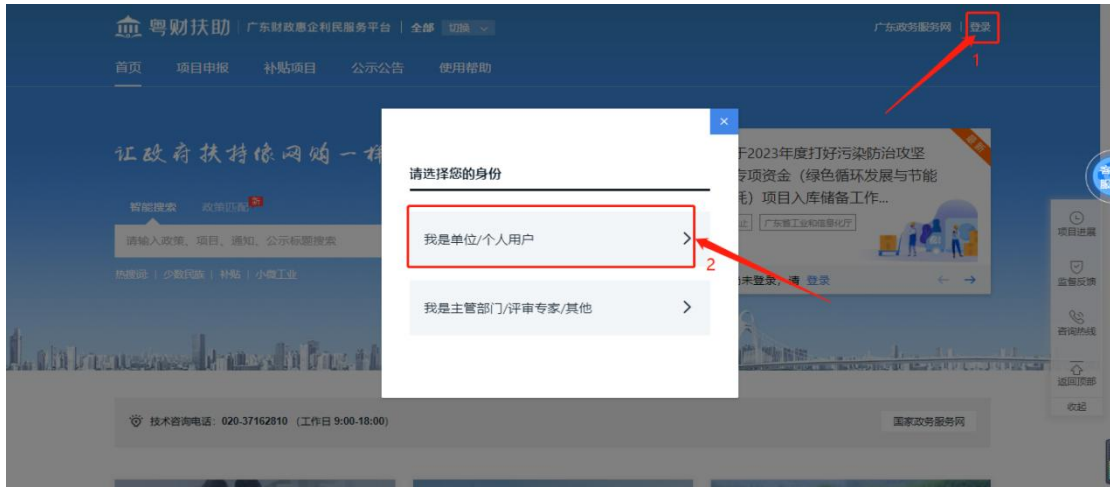 粤财扶助 广东财政惠企利民服务平台 | 全部 切换
广东政务服务网 | 登录
1
首页 项目申报 补贴项目 公示公告 使用帮助
让政府扶持像网购一样
智能搜索 政策匹配
请输入政策、项目、通知、公示标题搜索
热搜词: | 少数民族 | 补贴 | 小微工业
请选择您的身份
我是单位/个人用户
2
我是主管部门/评审专家/其他
于2023年度打好污染防治攻坚
专项资金(绿色循环发展与节能
耗)项目入库储备工作...
广东省工业和信息化厅
尚未登录,请 登录
项目进展
监督反馈
咨询热线
返回顶部
收起
技术咨询电话: 020-37162810 (工作日 9:00-18:00)
国家政务服务网